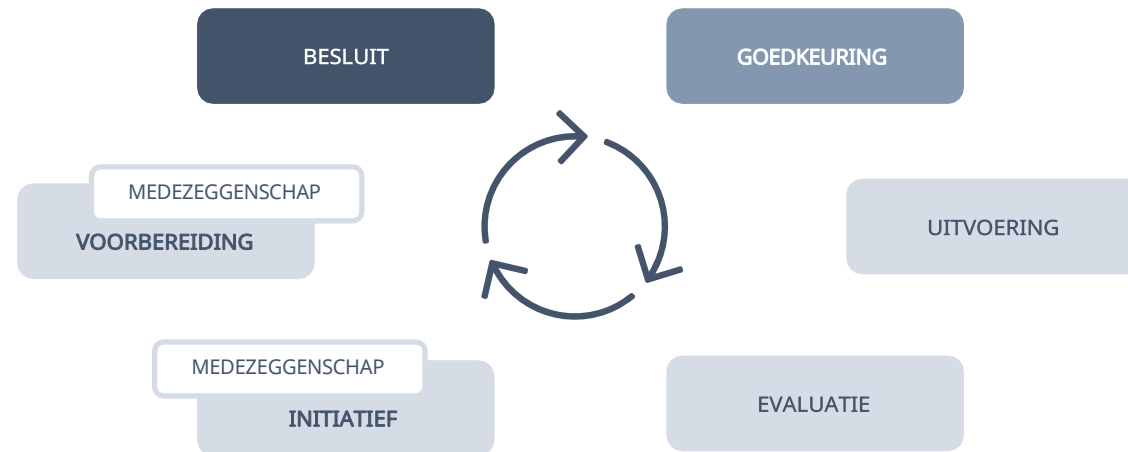 BESLUIT
GOEDKEURING
MEDEZEGGENSCHAP
VOORBEREIDING
UITVOERING
MEDEZEGGENSCHAP
INITIATIEF
EVALUATIE